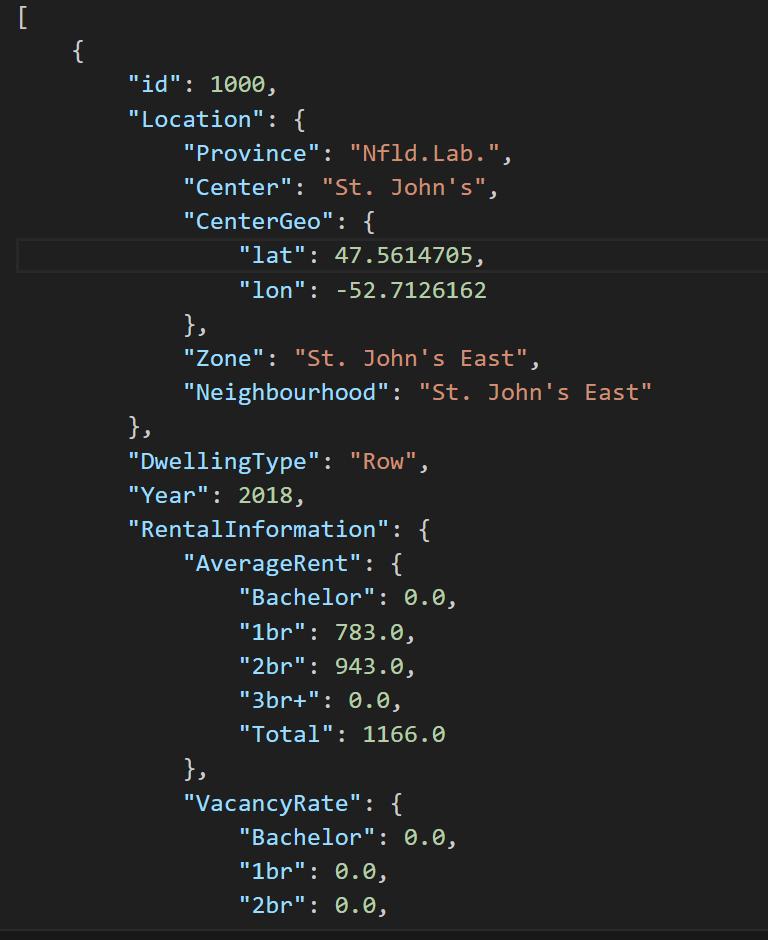 [
    {
        "id": 1000,
        "Location": {
            "Province": "Nfld.Lab.",
            "Center": "St. John's",
            "CenterGeo": {
                "lat": 47.5614705,
                "lon": -52.7126162
            },
            "Zone": "St. John's East",
            "Neighbourhood": "St. John's East"
        },
        "DwellingType": "Row",
        "Year": 2018,
        "RentalInformation": {
            "AverageRent": {
                "Bachelor": 0.0,
                "1br": 783.0,
                "2br": 943.0,
                "3br+": 0.0,
                "Total": 1166.0
            },
            "VacancyRate": {
                "Bachelor": 0.0,
                "1br": 0.0,
                "2br": 0.0,